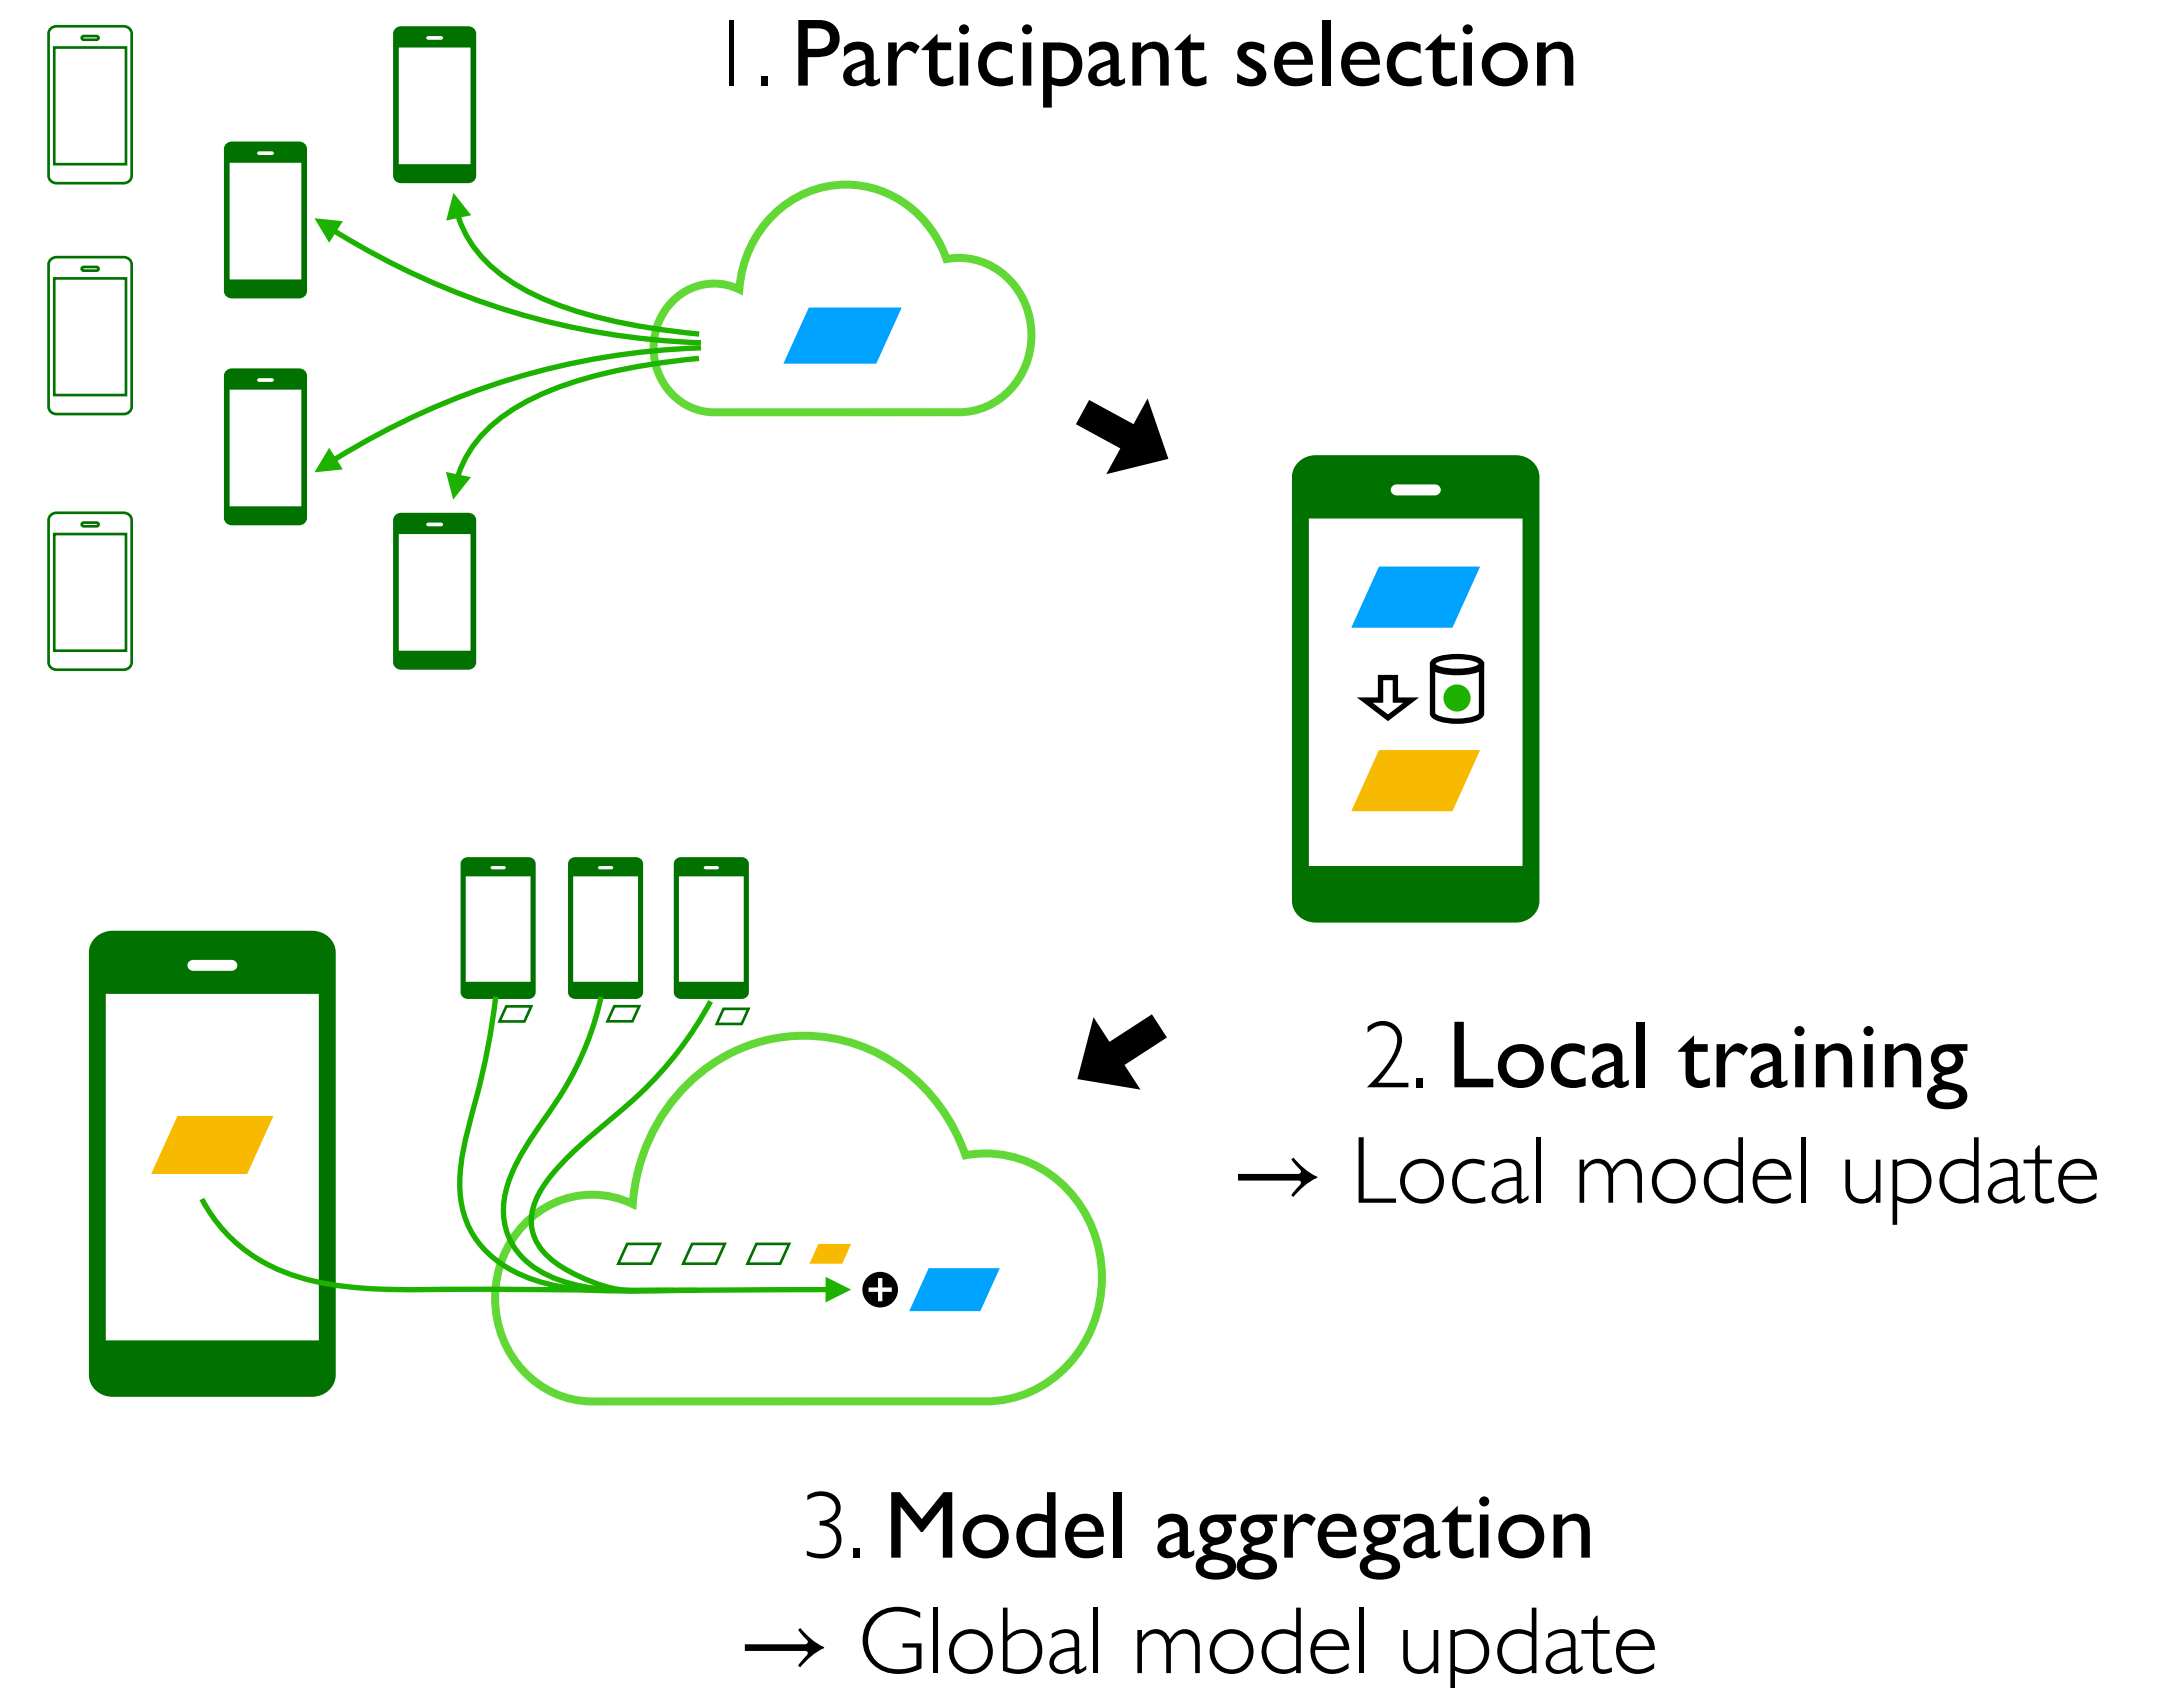 1. Participant selection
2. Local training
→ Local model update
3. Model aggregation
→ Global model update